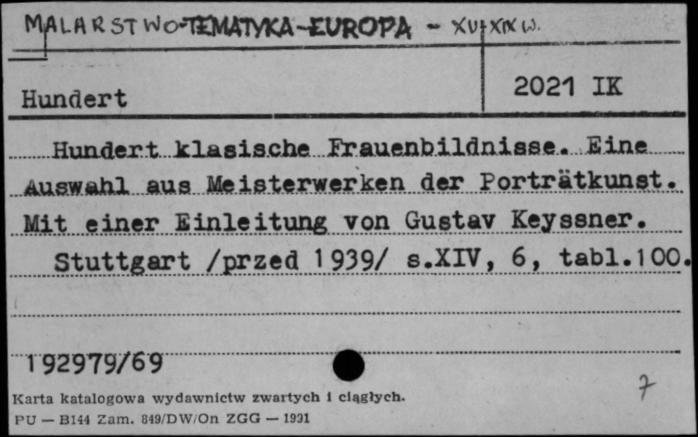 MALARSTWO-TEMATYKA-EUROPA - XV-XIX W.
Hundert
2021 IK
Hundert klasische Frauenbildnisse. Eine
Auswahl aus Meisterwerken der Porträtkunst.
Mit einer Einleitung von Gustav Keyssner.
Stuttgart /przed 1939/ s.XIV, 6, tabl.100.
192979/69
7
Karta katalogowa wydawnictw zwartych i ciągłych.
PU — B144 Zam. 849/DW/On ZGG — 1991